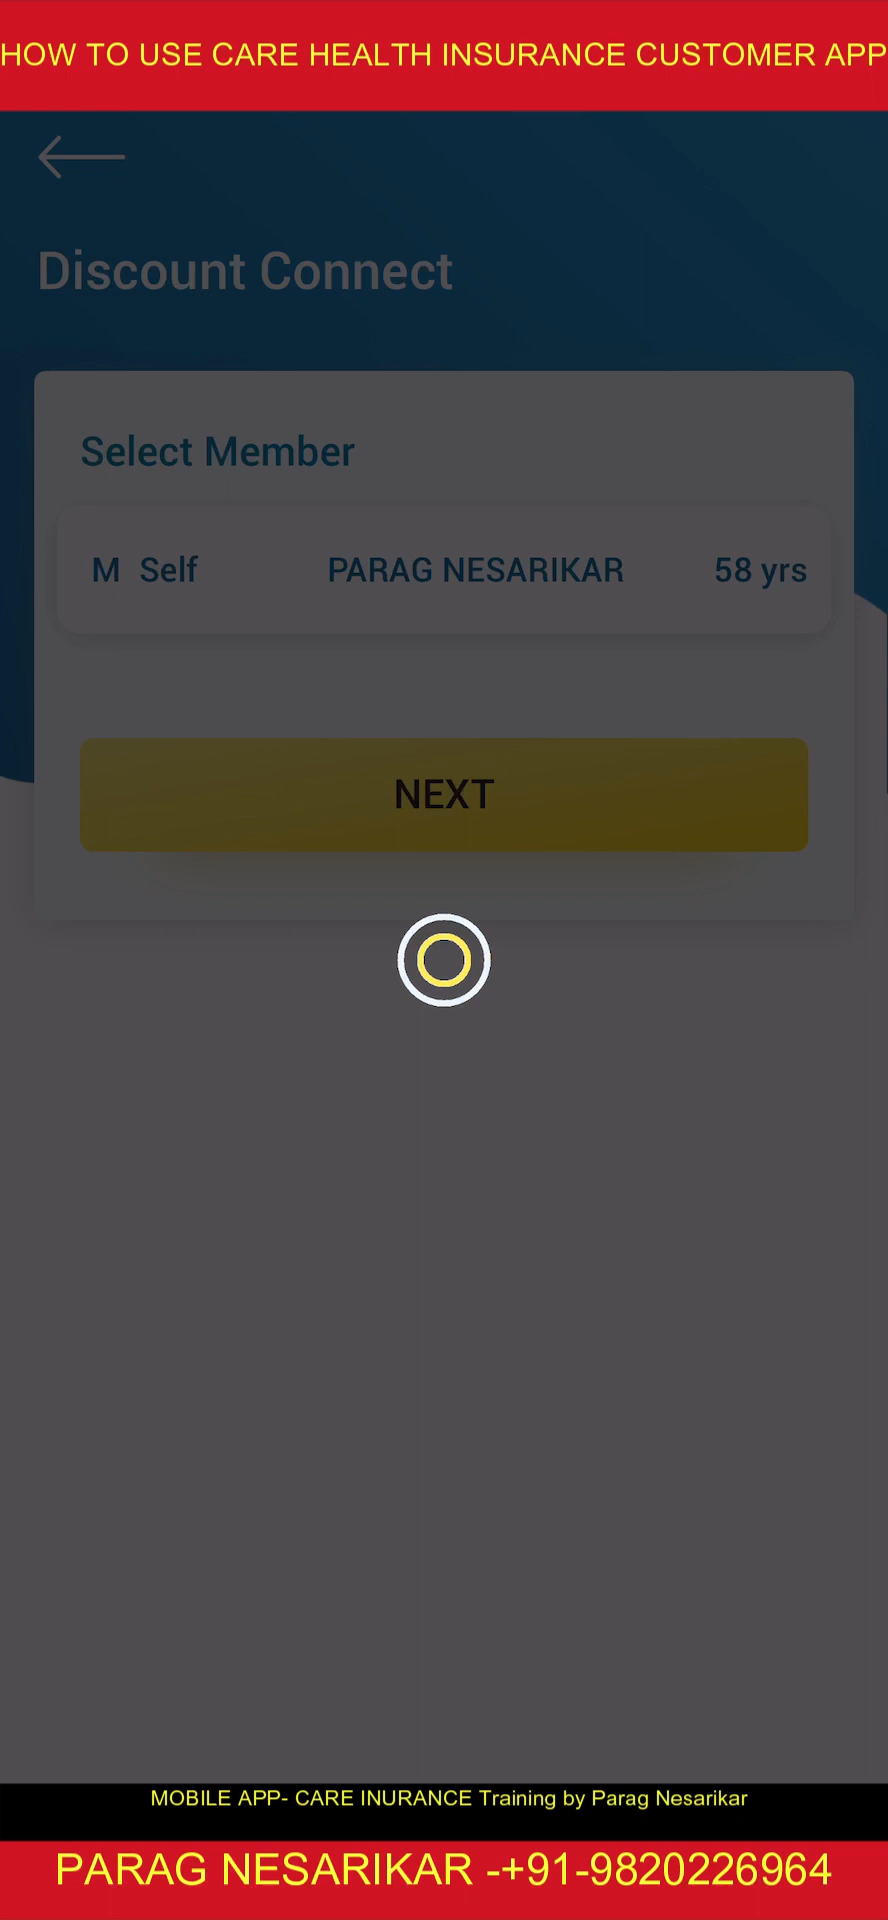 HOW TO USE CARE HEALTH INSURANCE CUSTOMER APP
Discount Connect
Select Member
M Self PARAG NESARIKAR 58 yrs
NEXT
MOBILE APP- CARE INURANCE Training by Parag Nesarikar
PARAG NESARIKAR -+91-9820226964